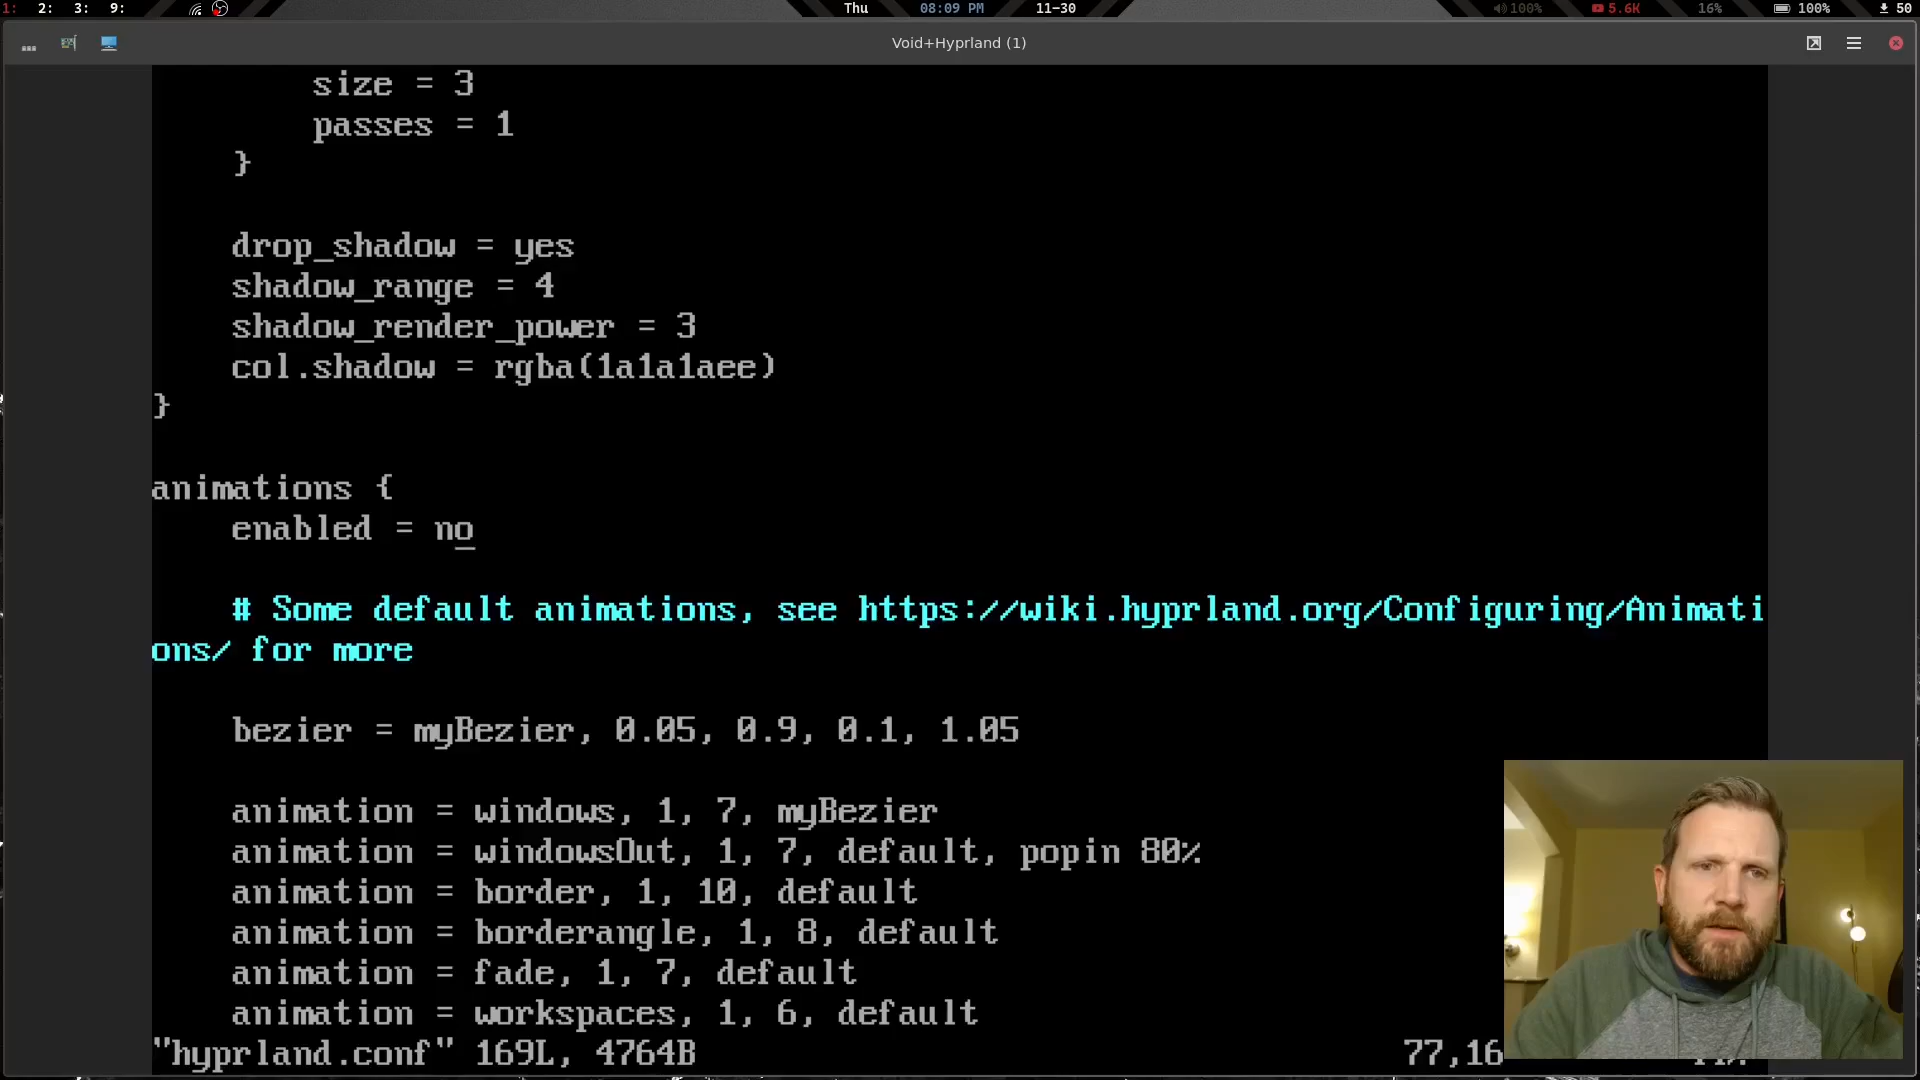 1: 2: 3: 9: Thu 08:09 PM 11-30 100% 5.6K 16% 100% 50
Void+Hyprland (1)
size = 3
passes = 1
}
drop_shadow = yes
shadow_range = 4
shadow_render_power = 3
col.shadow = rgba(1a1a1aee)
}
animations {
enabled = no
# Some default animations, see https://wiki.hyprland.org/Configuring/Animati
ons/ for more
bezier = myBezier, 0.05, 0.9, 0.1, 1.05
animation = windows, 1, 7, myBezier
animation = windowsOut, 1, 7, default, popin 80%
animation = border, 1, 10, default
animation = borderangle, 1, 8, default
animation = fade, 1, 7, default
animation = workspaces, 1, 6, default
"hyprland.conf" 169L, 4764B 77,16